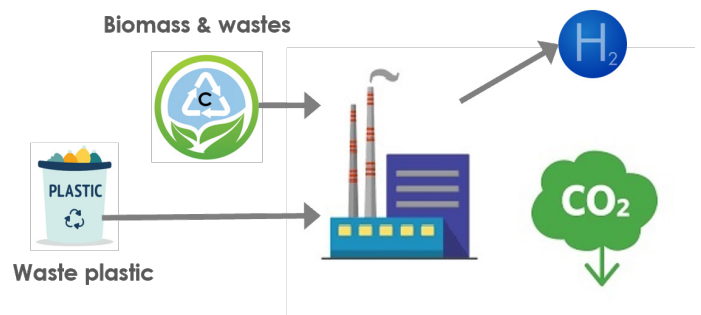 Biomass & wastes
H2
C
PLASTIC
CO2
Waste plastic